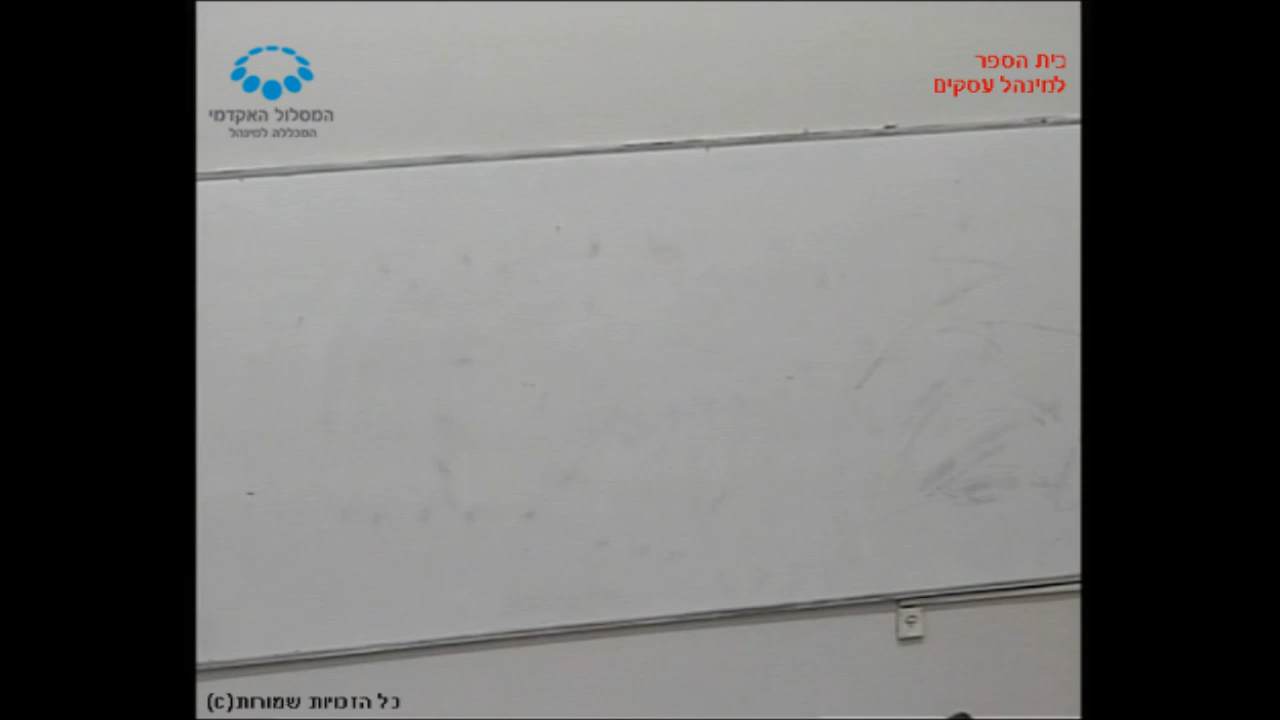 המסלול האקדמי
המכללה למינהל
בית הספר
למינהל עסקים
כל הזכויות שמורות(c)